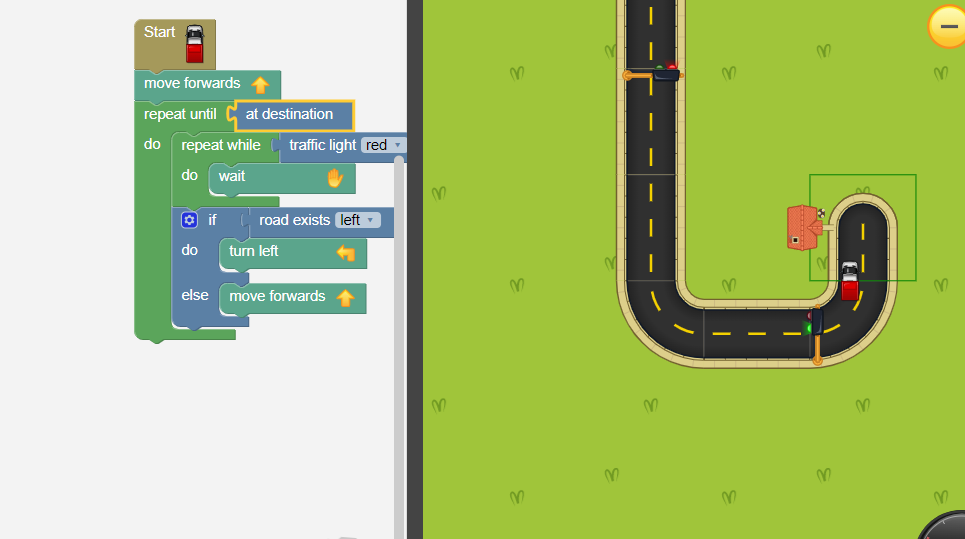 Start
move forwards
repeat until at destination
do repeat while traffic light red
do wait
if road exists left
do turn left
else move forwards